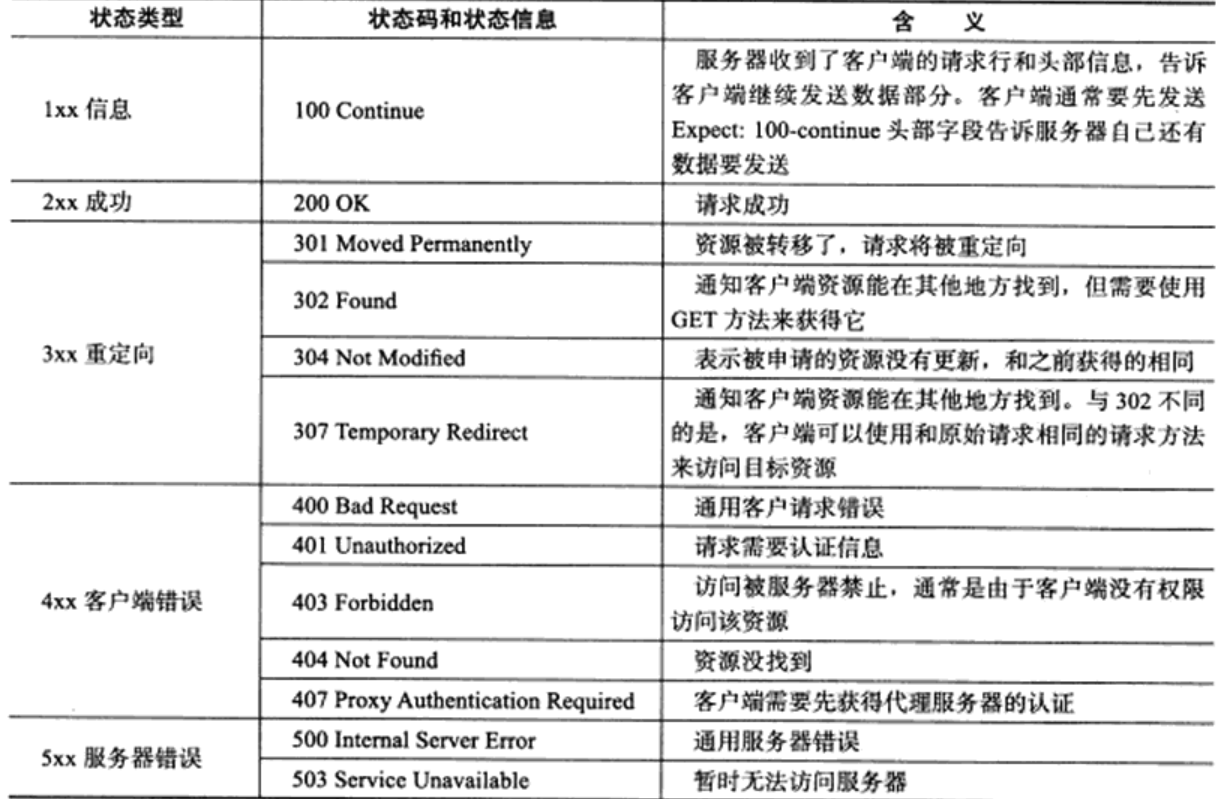 状态类型 状态码和状态信息 含 义
1xx 信息 100 Continue 服务器收到了客户端的请求行和头部信息，告诉
客户端继续发送数据部分。客户端通常要先发送
Expect: 100-continue 头部字段告诉服务器自己还有
数据要发送
2xx 成功 200 OK 请求成功
3xx 重定向 301 Moved Permanently 资源被转移了，请求将被重定向
302 Found 通知客户端资源能在其他地方找到，但需要使用
GET 方法来获得它
304 Not Modified 表示被申请的资源没有更新，和之前获得的相同
307 Temporary Redirect 通知客户端资源能在其他地方找到。与 302 不同
的是，客户端可以使用和原始请求相同的请求方法
来访问目标资源
4xx 客户端错误 400 Bad Request 通用客户请求错误
401 Unauthorized 请求需要认证信息
403 Forbidden 访问被服务器禁止，通常是由于客户端没有权限
访问该资源
404 Not Found 资源没找到
407 Proxy Authentication Required 客户端需要先获得代理服务器的认证
5xx 服务器错误 500 Internal Server Error 通用服务器错误
503 Service Unavailable 暂时无法访问服务器